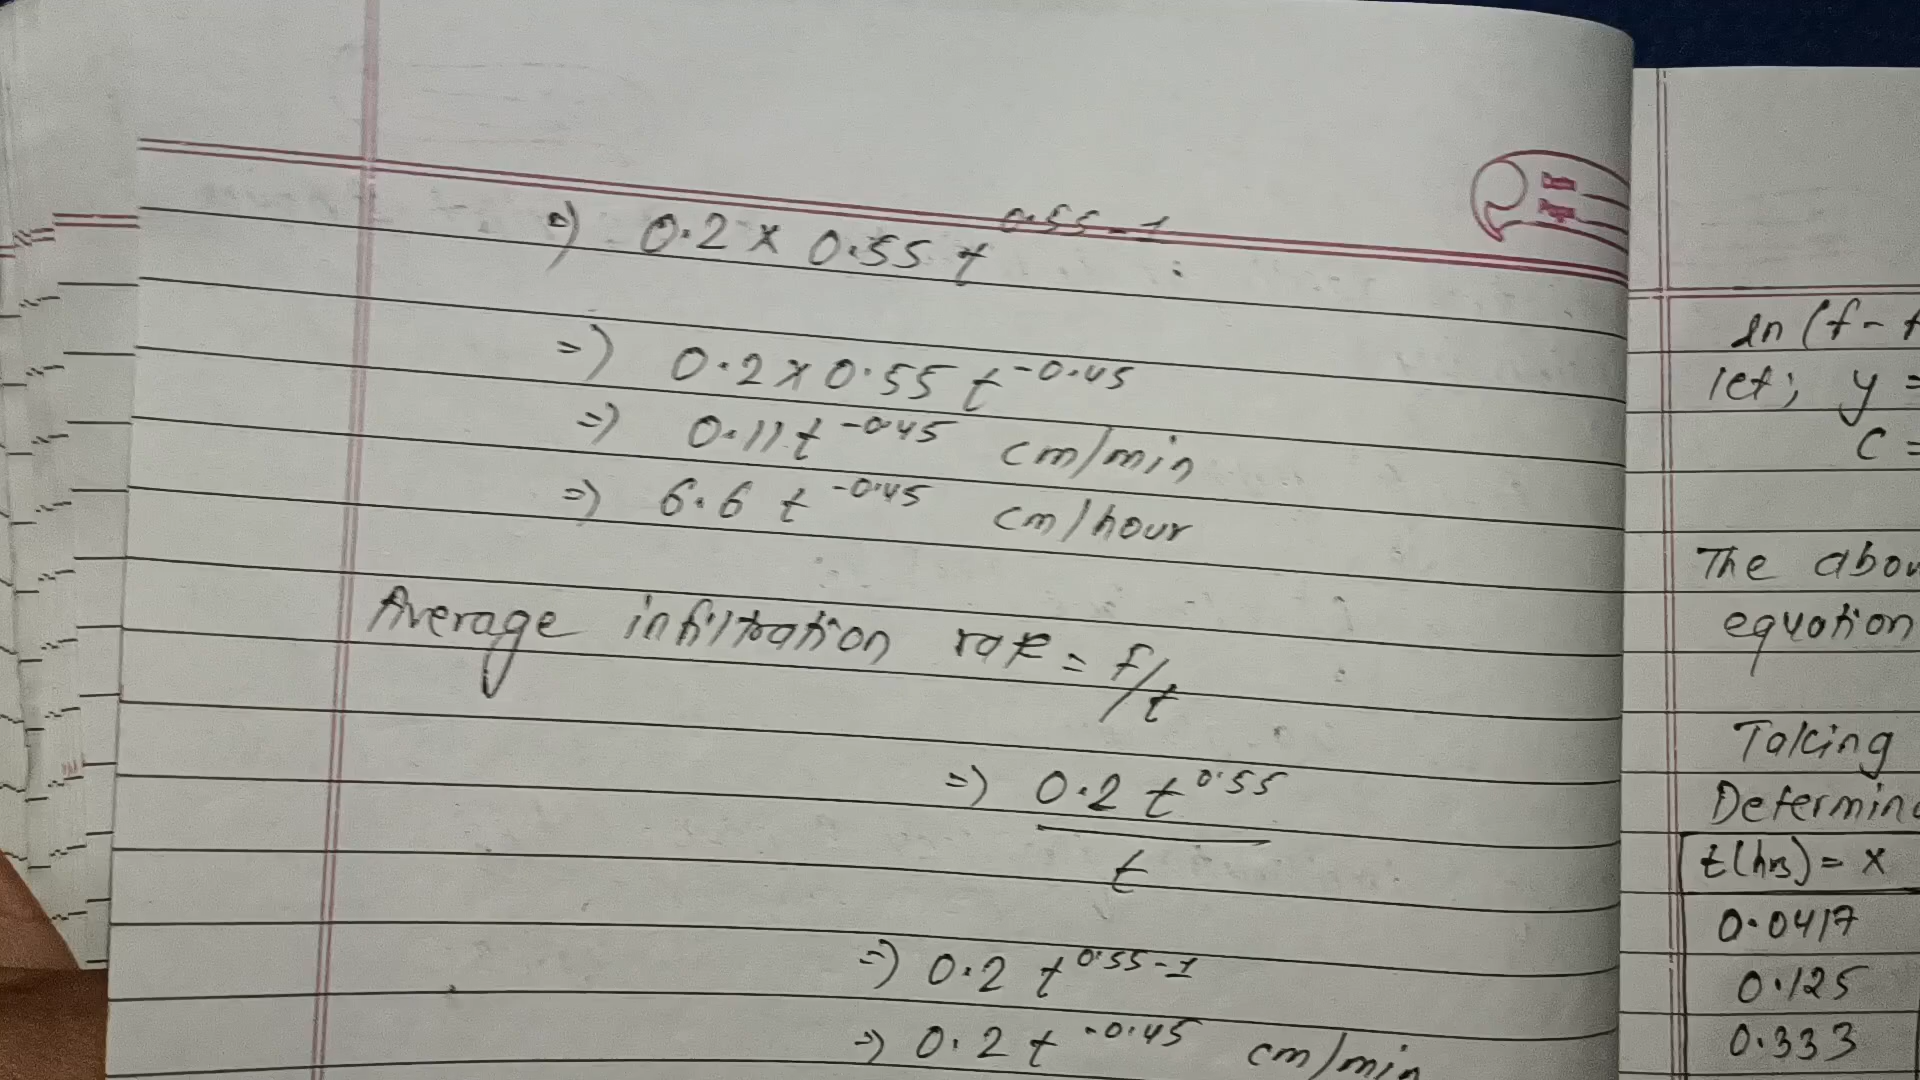 =) 0.2 x 0.55 t^0.55-1
=) 0.2 x 0.55 t^-0.45
=) 0.11 t^-0.45 cm/min
=) 6.6 t^-0.45 cm/hour
Average infiltration rate = F/t
=) 0.2 t^0.55
t
=) 0.2 t^0.55-1
=) 0.2 t^-0.45 cm/min
Date
Page
ln (f-
let; y =
C =
The abov
equation
Taking
Determin
t(hrs) = x
0.0417
0.125
0.333